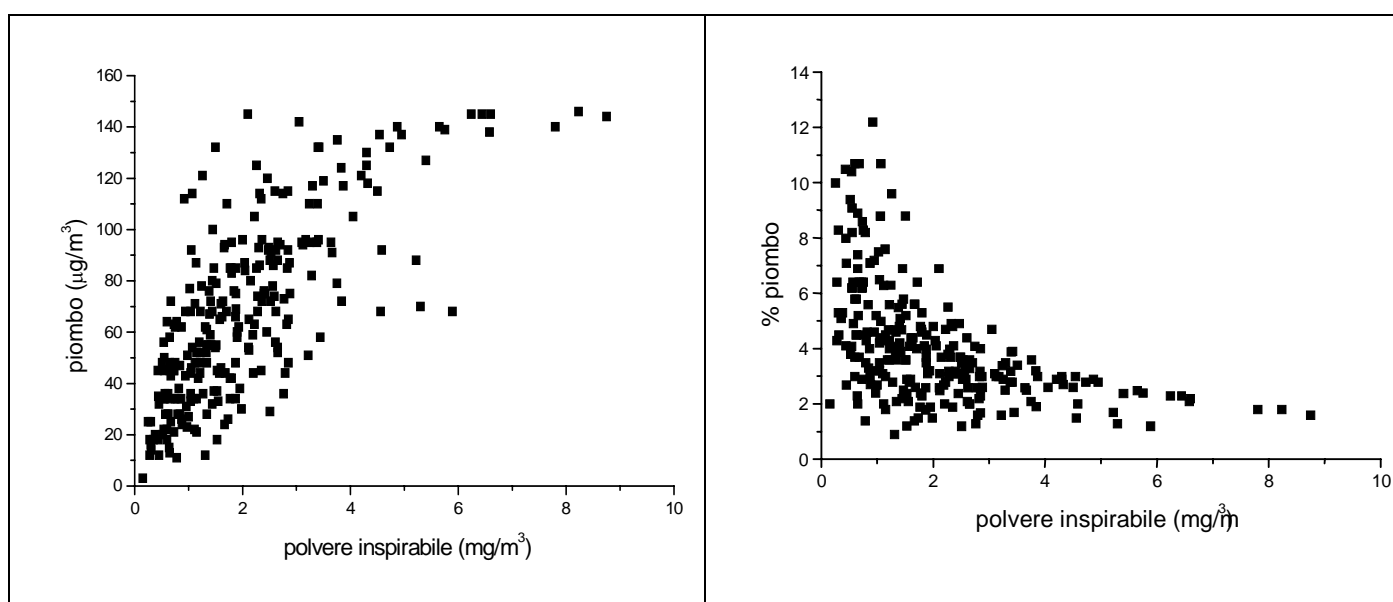 160
140
120
100
80
60
40
20
0
piombo (μg/m³)
0 2 4 6 8 10
polvere inspirabile (mg/m³)
14
12
10
8
6
4
2
0
% piombo
0 2 4 6 8 10
polvere inspirabile (mg/m³)